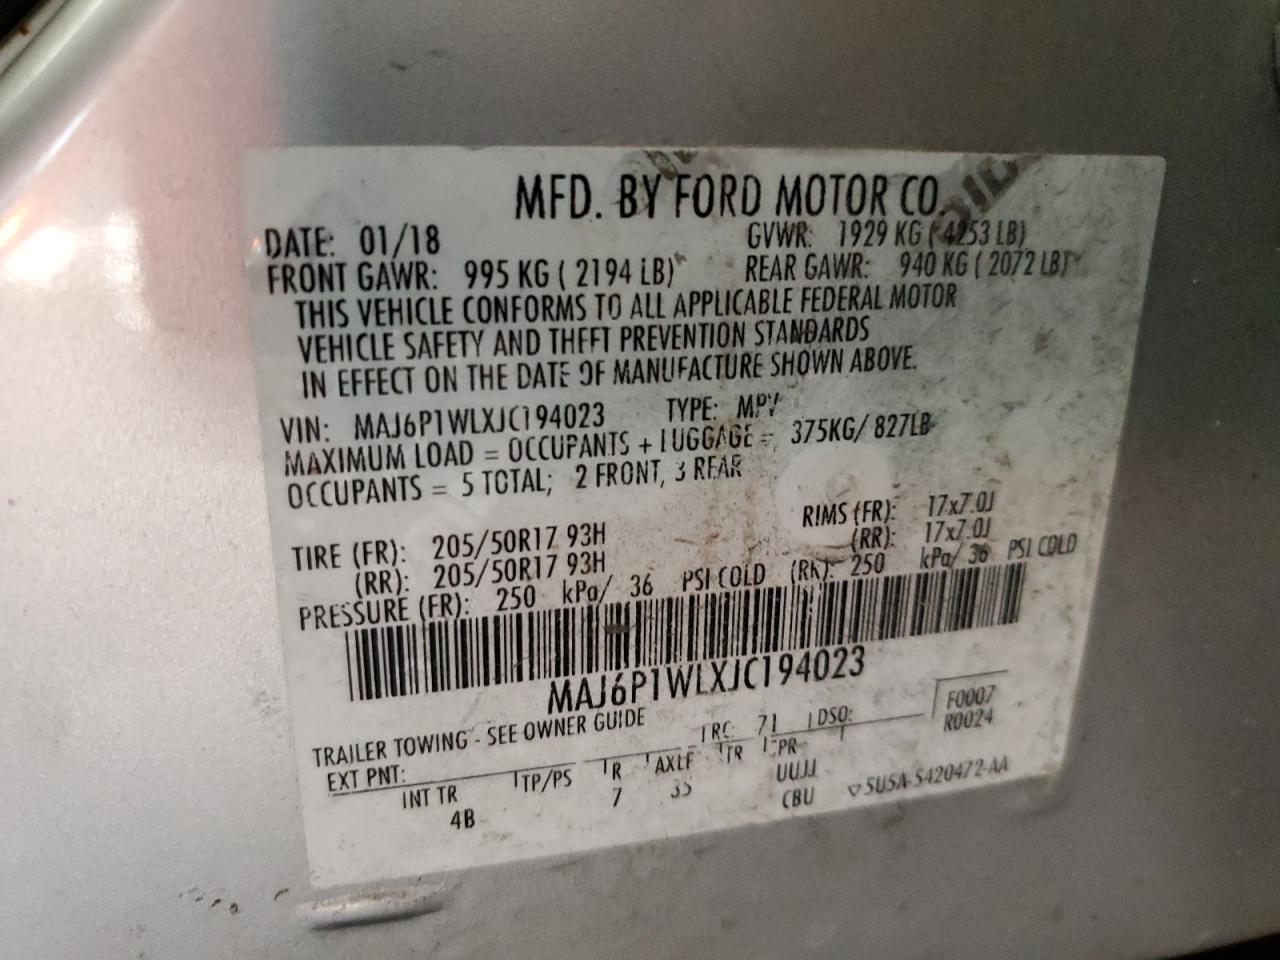 MFD. BY FORD MOTOR CO.
DATE: 01/18 GVWR: 1929 KG ( 4253 LB)
FRONT GAWR: 995 KG ( 2194 LB) REAR GAWR: 940 KG ( 2072 LB)
THIS VEHICLE CONFORMS TO ALL APPLICABLE FEDERAL MOTOR
VEHICLE SAFETY AND THEFT PREVENTION STANDARDS
IN EFFECT ON THE DATE OF MANUFACTURE SHOWN ABOVE.
VIN: MAJ6P1WLXJC194023 TYPE: MPV
MAXIMUM LOAD = OCCUPANTS + LUGGAGE = 375KG/ 827LB
OCCUPANTS = 5 TOTAL; 2 FRONT, 3 REAR
TIRE (FR): 205/50R17 93H RIMS (FR): 17x7.0J
(RR): 205/50R17 93H (RR): 17x7.0J
PRESSURE (FR): 250 kPa/ 36 PSI COLD (RR): 250 kPa/ 36 PSI COLD
MAJ6P1WLXJC194023
TRAILER TOWING - SEE OWNER GUIDE
F0007
EXT PNT: RC: 71 DSO: R0024
INT TR TP/PS R AXLE TR PR
4B 7 35 UUJJ
CBU ▽5U5A-5420472-AA